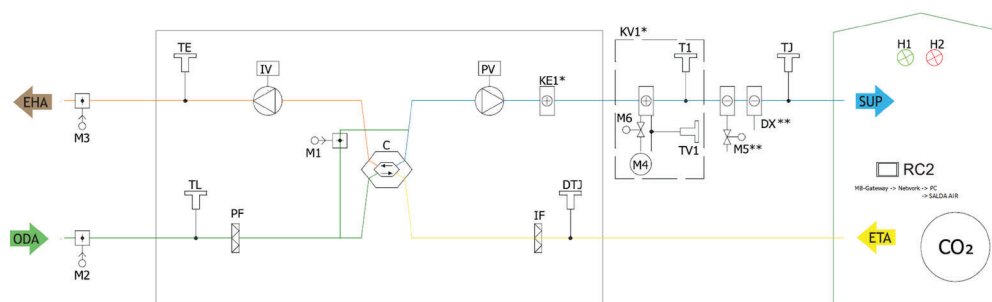 KV1*
TE
IV
PV
KE1*
T1
TJ
H1
H2
EHA
SUP
M3
M1
C
M6
M4
TV1
M5**
DX**
TL
PF
IF
DTJ
RC2
MB-Gateway -> Network -> PC
-> SALDA AIR
ODA
ETA
M2
CO₂